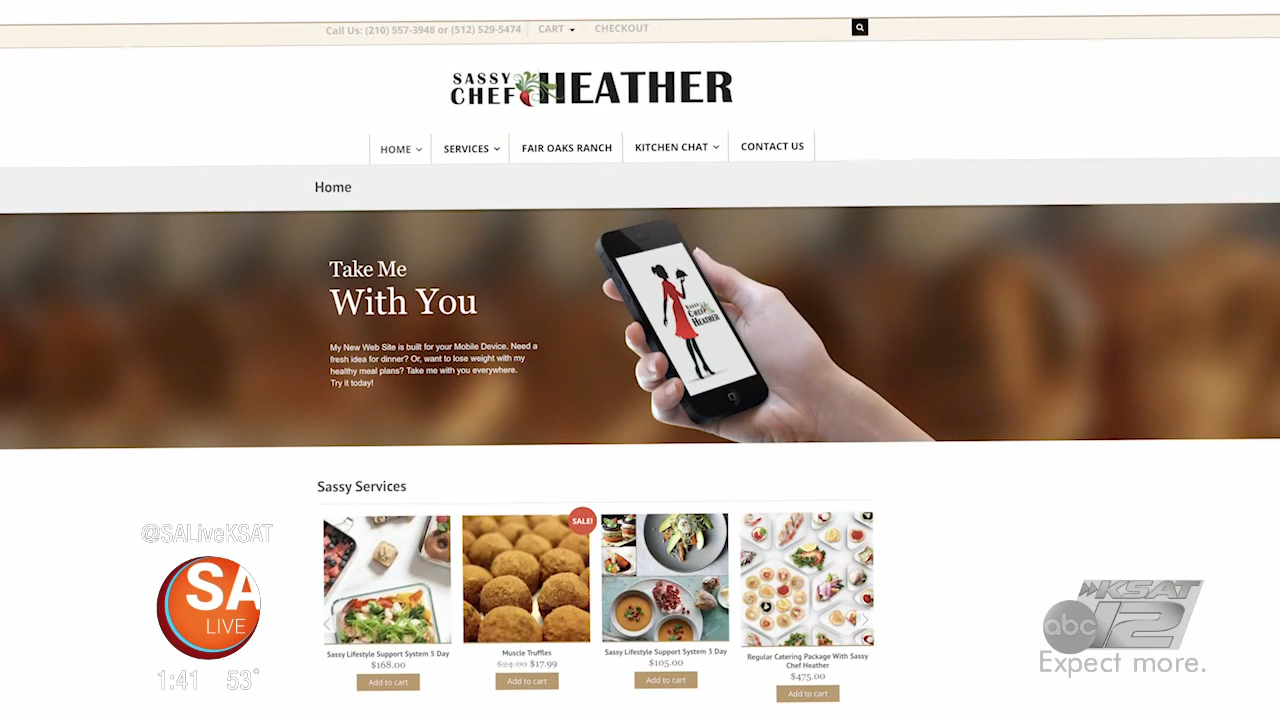 Call Us: (210) 557-3948 or (512) 529-5474 CART CHECKOUT
SASSY
CHEF HEATHER
HOME SERVICES FAIR OAKS RANCH KITCHEN CHAT CONTACT US
Home
Take Me
With You
My New Web Site is built for your Mobile Device. Need a
fresh idea for dinner? Or, want to lose weight with my
healthy meal plans? Take me with you everywhere.
Try it today!
SASSY
CHEF
HEATHER
Sassy Services
SALE!
Sassy Lifestyle Support System 5 Day
$168.00
Add to cart
Muscle Truffles
$24.00 $17.99
Add to cart
Sassy Lifestyle Support System 3 Day
$105.00
Add to cart
Regular Catering Package With Sassy
Chef Heather
$475.00
Add to cart
@SALiveKSAT
SA
LIVE
1:41 53°
KSAT
abc 12
Expect more.